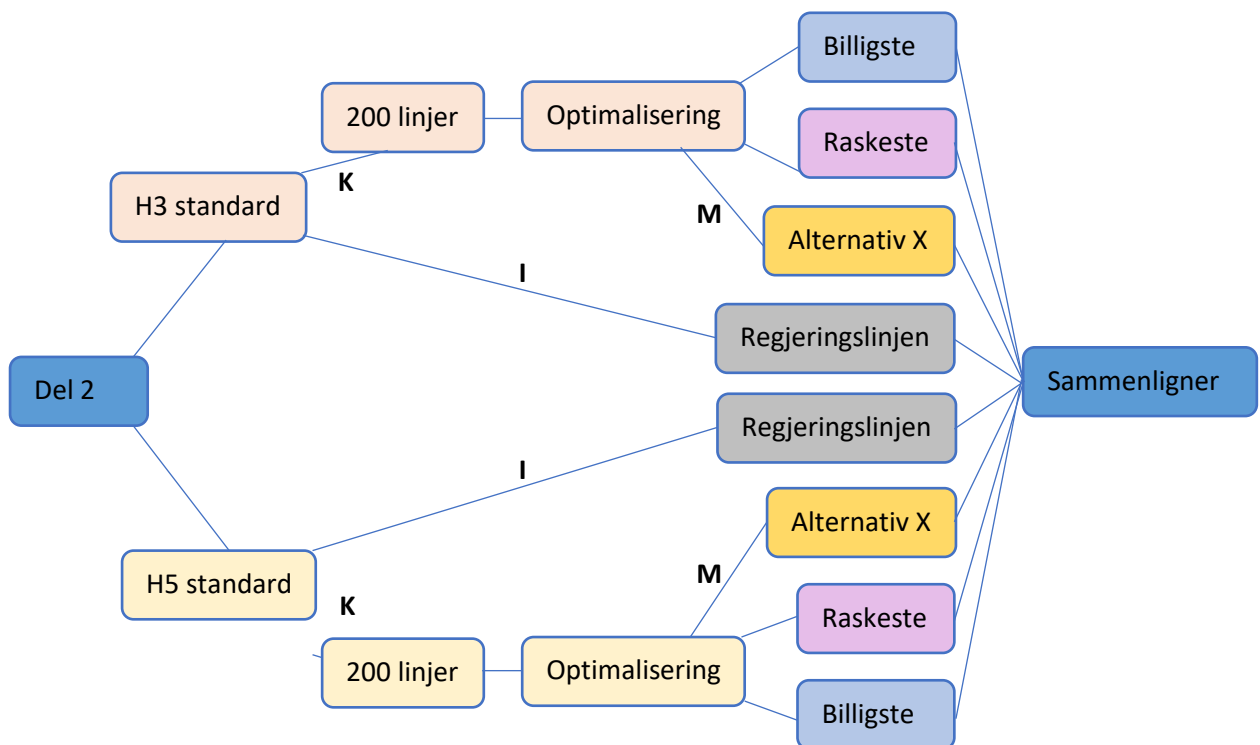 Billigste
200 linjer
Optimalisering
Raskeste
K
H3 standard
M
Alternativ X
I
Regjeringslinjen
Del 2
Sammenligner
Regjeringslinjen
I
Alternativ X
H5 standard
M
K
Raskeste
200 linjer
Optimalisering
Billigste